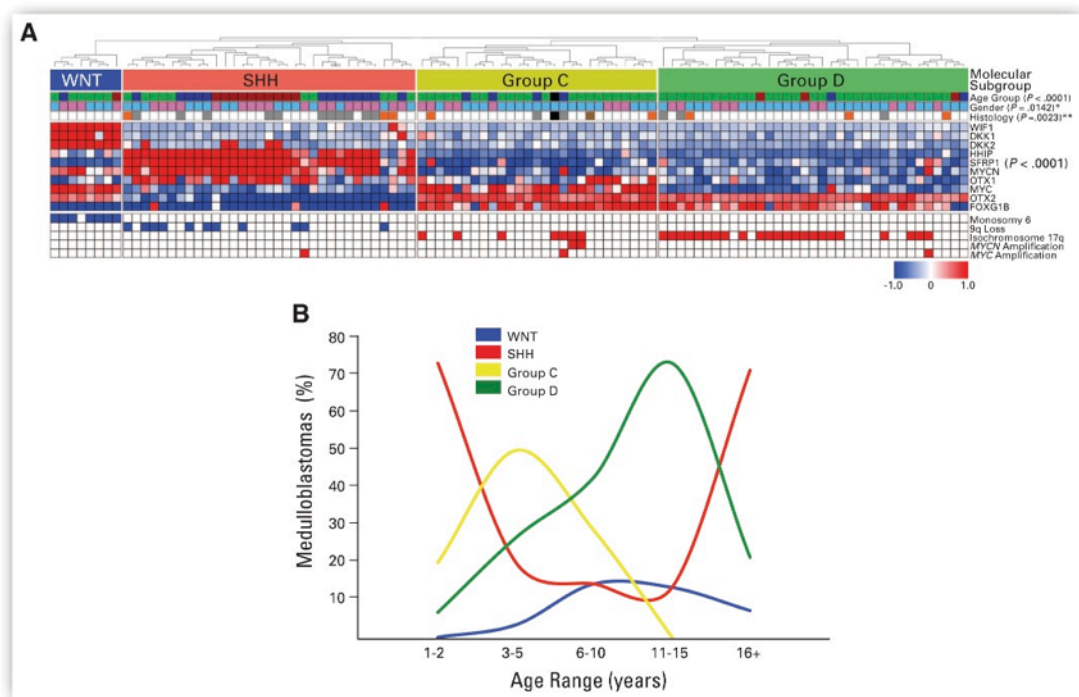 A
WNT SHH Group C Group D Molecular Subgroup
Age Group (P < .0001)
Gender (P = .0142)*
Histology (P = .0023)**
WIF1
DKK1
DKK2
HHIP
SFRP1 (P < .0001)
MYCN
OTX1
MYC
OTX2
FOXG1B
Monosomy 6
9q Loss
Isochromosome 17q
MYCN Amplification
MYC Amplification
-1.0 0 1.0
B
WNT
SHH
Group C
Group D
Medulloblastomas (%)
80
70
60
50
40
30
20
10
1-2 3-5 6-10 11-15 16+
Age Range (years)